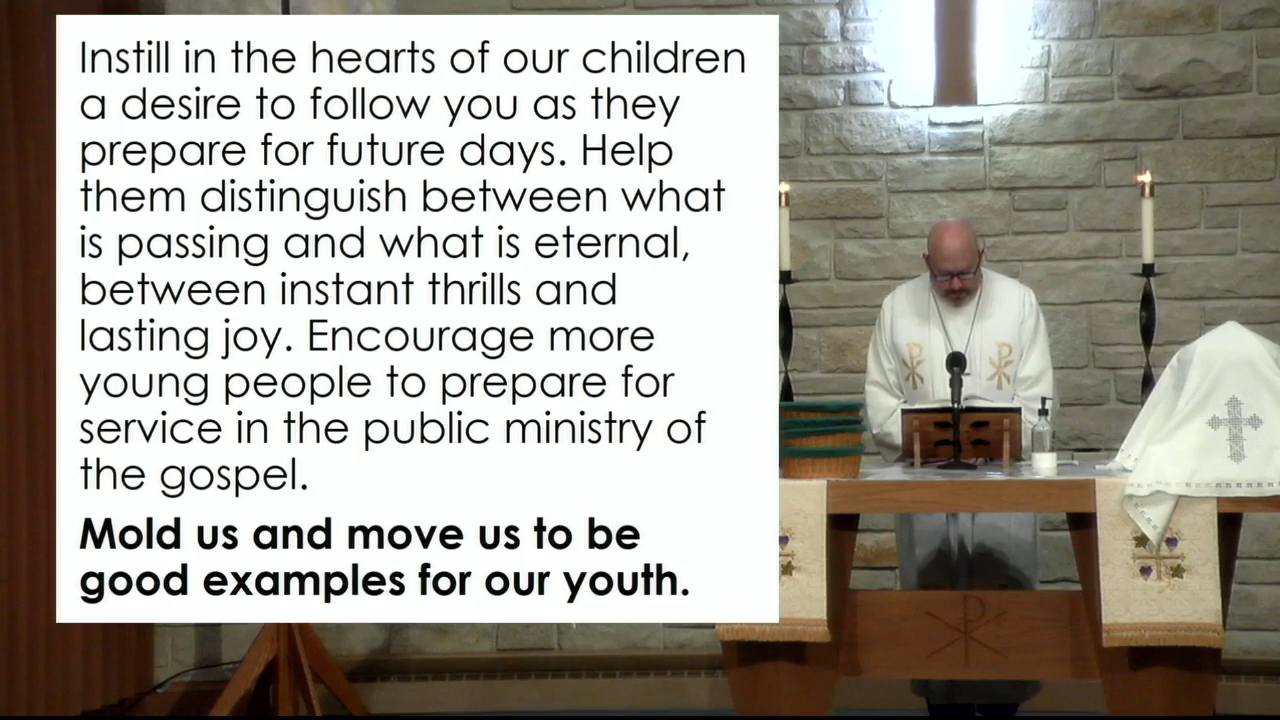 Instill in the hearts of our children
a desire to follow you as they
prepare for future days. Help
them distinguish between what
is passing and what is eternal,
between instant thrills and
lasting joy. Encourage more
young people to prepare for
service in the public ministry of
the gospel.
Mold us and move us to be
good examples for our youth.